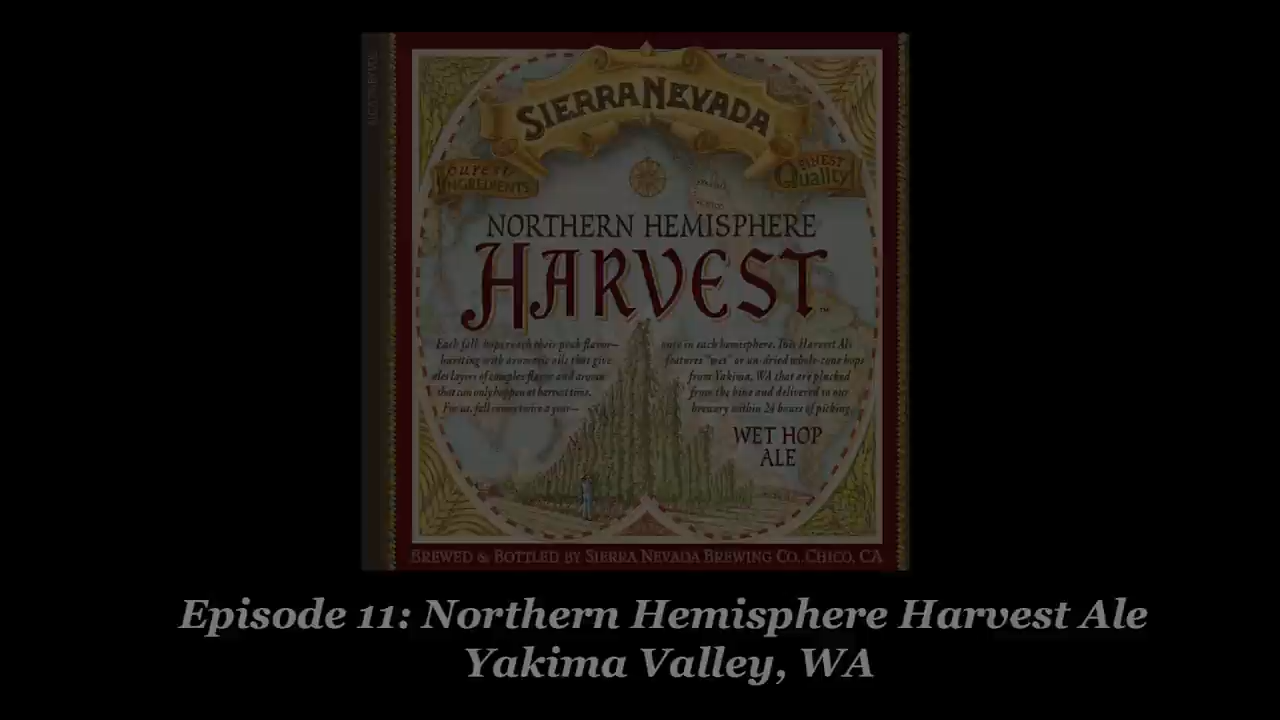 SIERRA NEVADA
Purest
INGREDIENTS
FINEST
Quality
NORTHERN HEMISPHERE
HARVEST™
Each fall, hops reach their peak flavor—
bursting with aromatic oils that give
ales layers of complex flavor and aroma
that can only happen at harvest time.
For us, fall comes twice a year—
once in each hemisphere. This Harvest Ale
features "wet" or un-dried whole-cone hops
from Yakima, WA that are plucked
from the bine and delivered to our
brewery within 24 hours of picking.
WET HOP
ALE
BREWED & BOTTLED BY SIERRA NEVADA BREWING CO., CHICO, CA
Episode 11: Northern Hemisphere Harvest Ale
Yakima Valley, WA